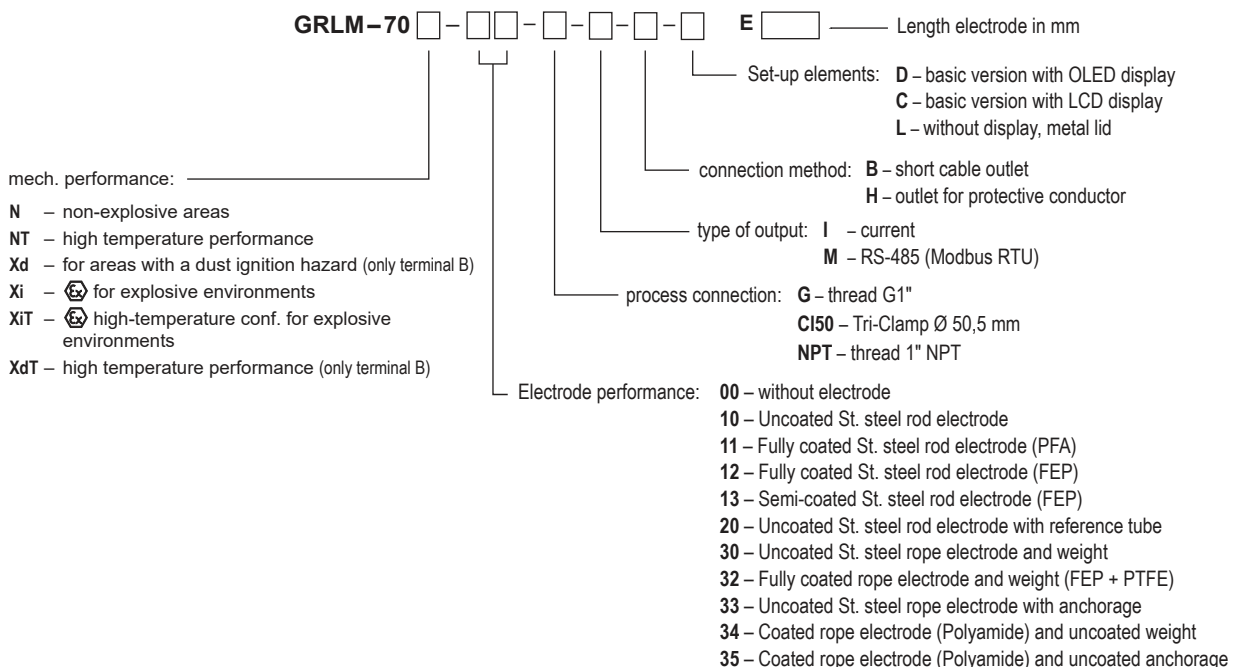 GRLM–70 – – – – – E Length electrode in mm
Set-up elements: D – basic version with OLED display
C – basic version with LCD display
L – without display, metal lid
connection method: B – short cable outlet
H – outlet for protective conductor
type of output: I – current
M – RS-485 (Modbus RTU)
process connection: G – thread G1"
Cl50 – Tri-Clamp Ø 50,5 mm
NPT – thread 1" NPT
mech. performance:
N – non-explosive areas
NT – high temperature performance
Xd – for areas with a dust ignition hazard (only terminal B)
Xi – Ex for explosive environments
XiT – Ex high-temperature conf. for explosive
environments
XdT – high temperature performance (only terminal B)
Electrode performance: 00 – without electrode
10 – Uncoated St. steel rod electrode
11 – Fully coated St. steel rod electrode (PFA)
12 – Fully coated St. steel rod electrode (FEP)
13 – Semi-coated St. steel rod electrode (FEP)
20 – Uncoated St. steel rod electrode with reference tube
30 – Uncoated St. steel rope electrode and weight
32 – Fully coated rope electrode and weight (FEP + PTFE)
33 – Uncoated St. steel rope electrode with anchorage
34 – Coated rope electrode (Polyamide) and uncoated weight
35 – Coated rope electrode (Polyamide) and uncoated anchorage